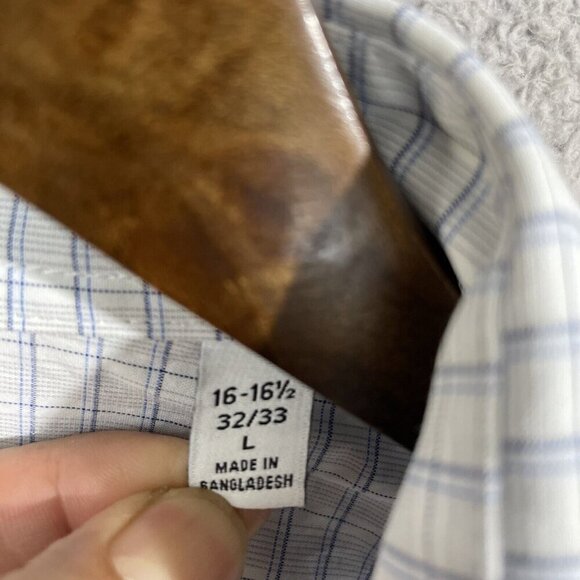 16-16½
32/33
L
MADE IN
BANGLADESH